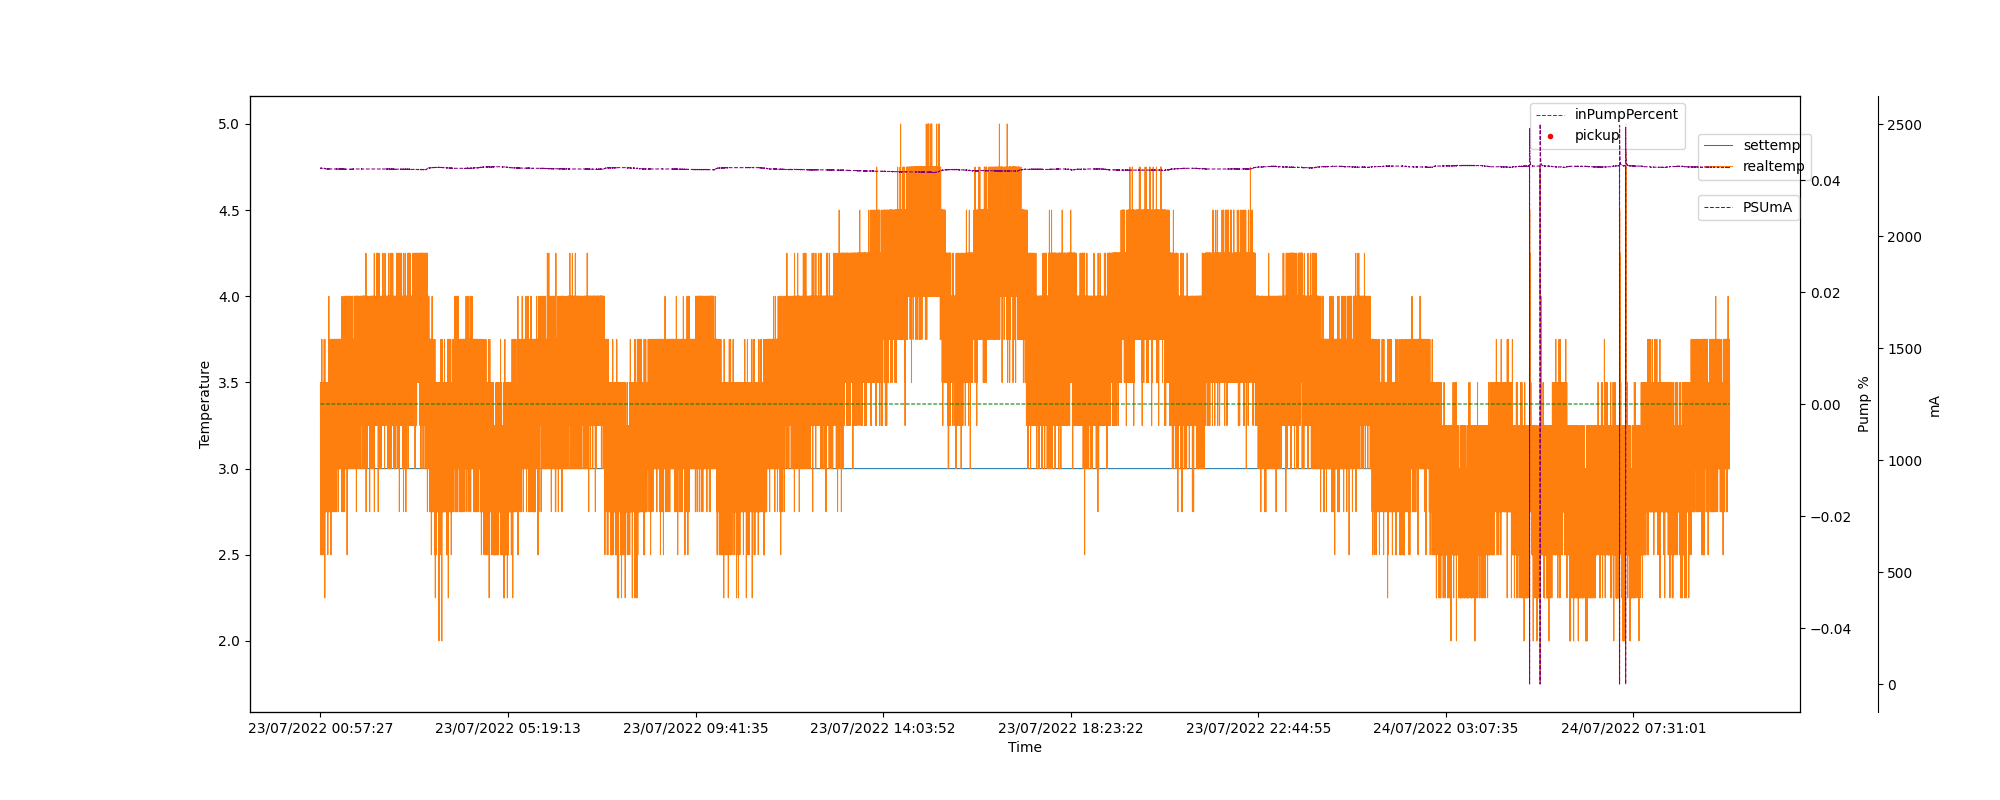 inPumpPercent
pickup
settemp
realtemp
PSUmA
5.0
4.5
4.0
3.5
3.0
2.5
2.0
Temperature
0.04
0.02
0.00
−0.02
−0.04
Pump %
2500
2000
1500
1000
500
0
mA
23/07/2022 00:57:27
23/07/2022 05:19:13
23/07/2022 09:41:35
23/07/2022 14:03:52
23/07/2022 18:23:22
23/07/2022 22:44:55
24/07/2022 03:07:35
24/07/2022 07:31:01
Time